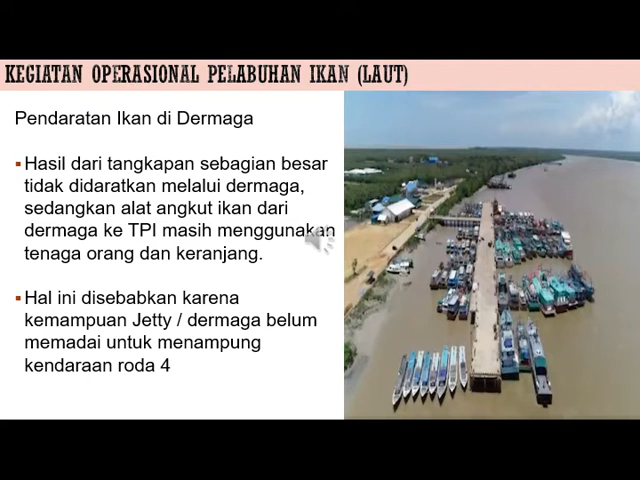 KEGIATAN OPERASIONAL PELABUHAN IKAN (LAUT)
Pendaratan Ikan di Dermaga
▪Hasil dari tangkapan sebagian besar
tidak didaratkan melalui dermaga,
sedangkan alat angkut ikan dari
dermaga ke TPI masih menggunakan
tenaga orang dan keranjang.
▪Hal ini disebabkan karena
kemampuan Jetty / dermaga belum
memadai untuk menampung
kendaraan roda 4